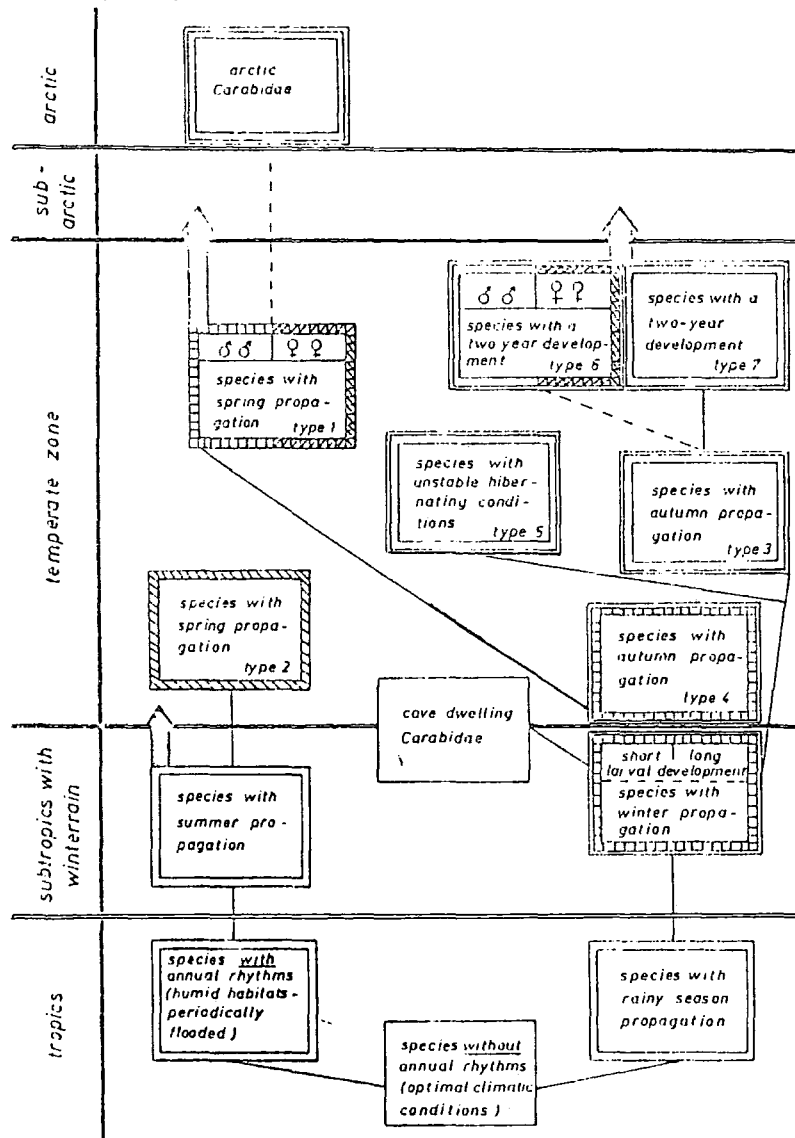 arctic
arctic
Carabidae
sub-
arctic
temperate zone
♂ ♂ ♀ ♀
species with
spring propa-
gation
type 1
♂ ♂ ♀ ♀
species with a
two year develop-
ment
type 6
species with a
two-year
development
type 7
species with
unstable hiber-
nating condi-
tions
type 5
species with
autumn propa-
gation
type 3
species with
spring propa-
gation
type 2
species with
autumn propa-
gation
type 4
cave dwelling
Carabidae
subtropics with
winterrain
species with
summer pro-
pagation
short long
larval development
species with
winter propa-
gation
tropics
species with
annual rhythms
(humid habitats-
periodically
flooded)
species without
annual rhythms
(optimal climatic
conditions)
species with
rainy season
propagation